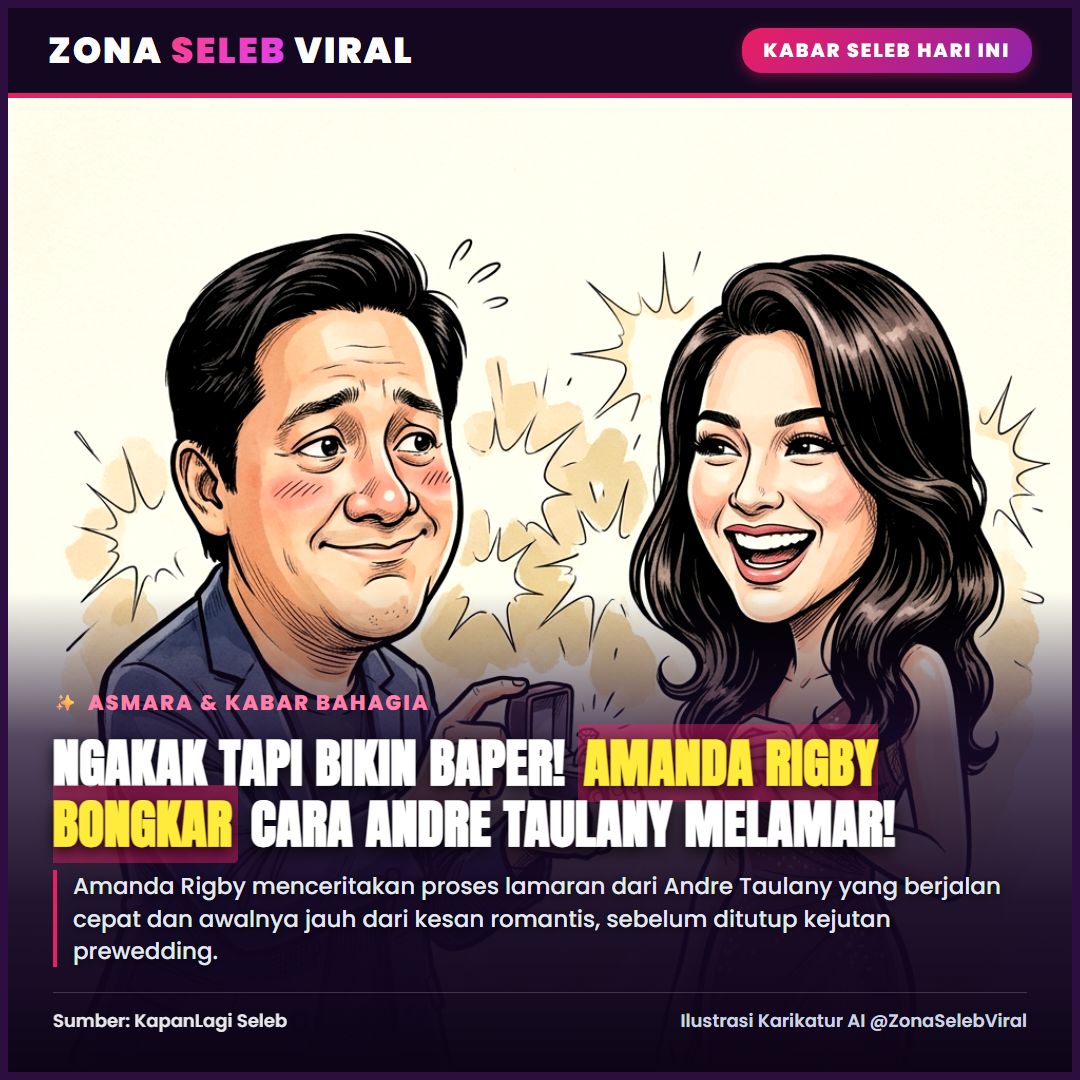 ZONA SELEB VIRAL
KABAR SELEB HARI INI
✨ ASMARA & KABAR BAHAGIA
NGAKAK TAPI BIKIN BAPER! AMANDA RIGBY
BONGKAR CARA ANDRE TAULANY MELAMAR!
Amanda Rigby menceritakan proses lamaran dari Andre Taulany yang berjalan
cepat dan awalnya jauh dari kesan romantis, sebelum ditutup kejutan
prewedding.
Sumber: KapanLagi Seleb
Ilustrasi Karikatur AI @ZonaSelebViral